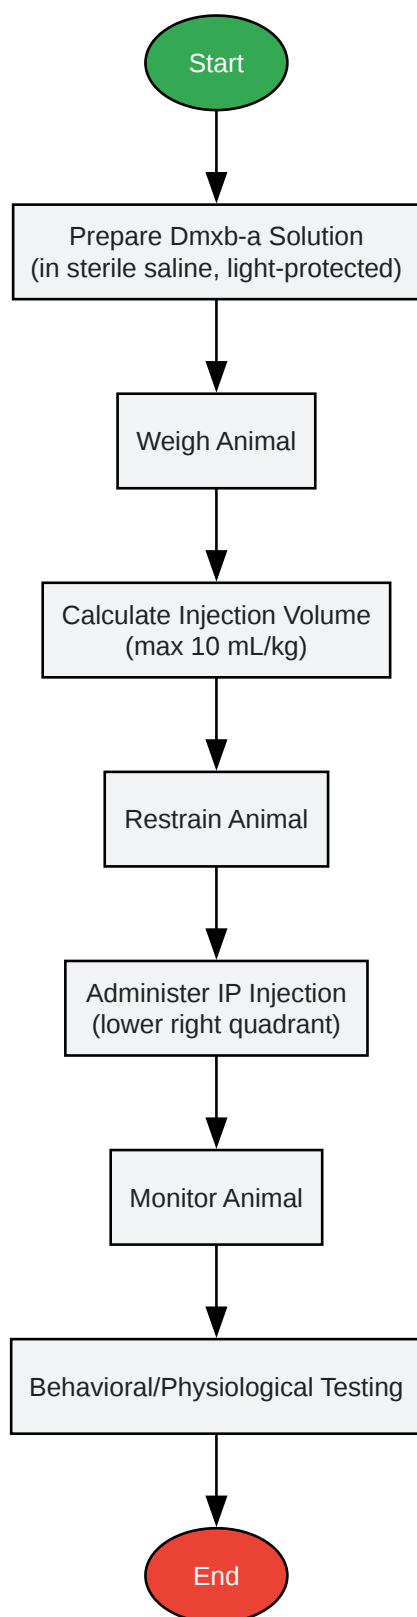 Start
Prepare Dmxb-a Solution
(in sterile saline, light-protected)
Weigh Animal
Calculate Injection Volume
(max 10 mL/kg)
Restrain Animal
Administer IP Injection
(lower right quadrant)
Monitor Animal
Behavioral/Physiological Testing
End